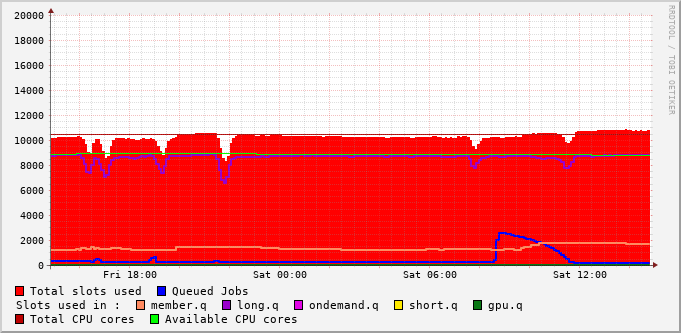 RRDTOOL / TOBI OETIKER
20000
18000
16000
14000
12000
10000
8000
6000
4000
2000
0
Fri 18:00 Sat 00:00 Sat 06:00 Sat 12:00
Total slots used Queued Jobs
Slots used in : member.q long.q ondemand.q short.q gpu.q
Total CPU cores Available CPU cores